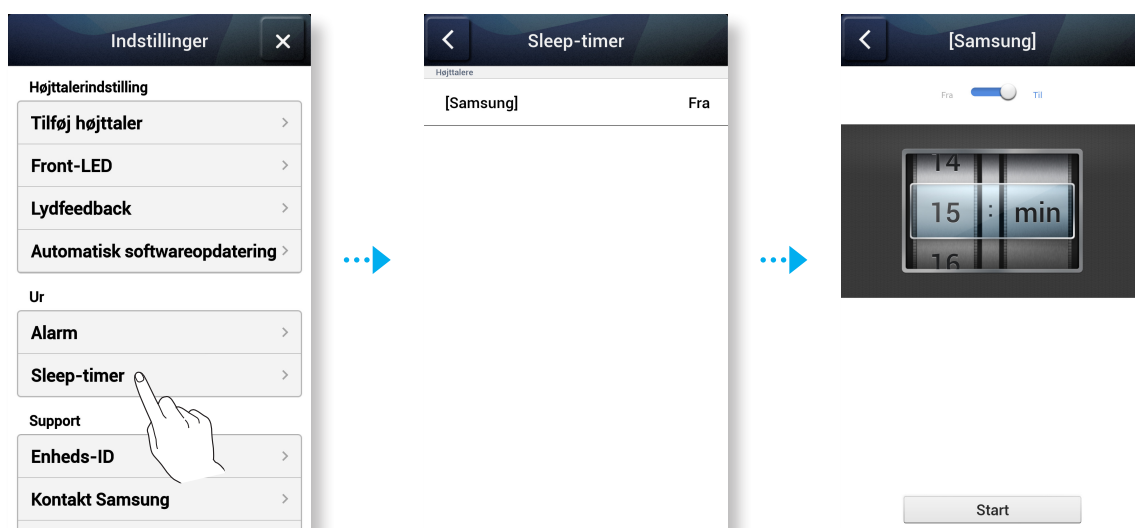 Indstillinger
Højttalerindstilling
Tilføj højttaler
Front-LED
Lydfeedback
Automatisk softwareopdatering
Ur
Alarm
Sleep-timer
Support
Enheds-ID
Kontakt Samsung
Sleep-timer
Højttalere
[Samsung] Fra
[Samsung]
Fra Til
14
15 : min
16
Start